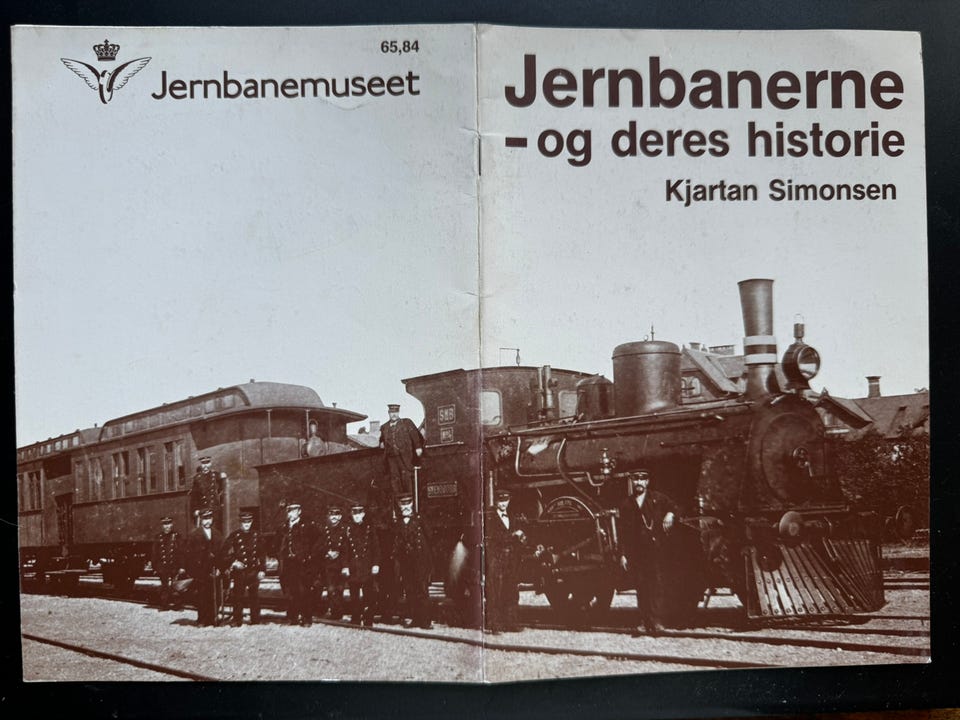 65,84
Jernbanemuseet
Jernbanerne
- og deres historie
Kjartan Simonsen